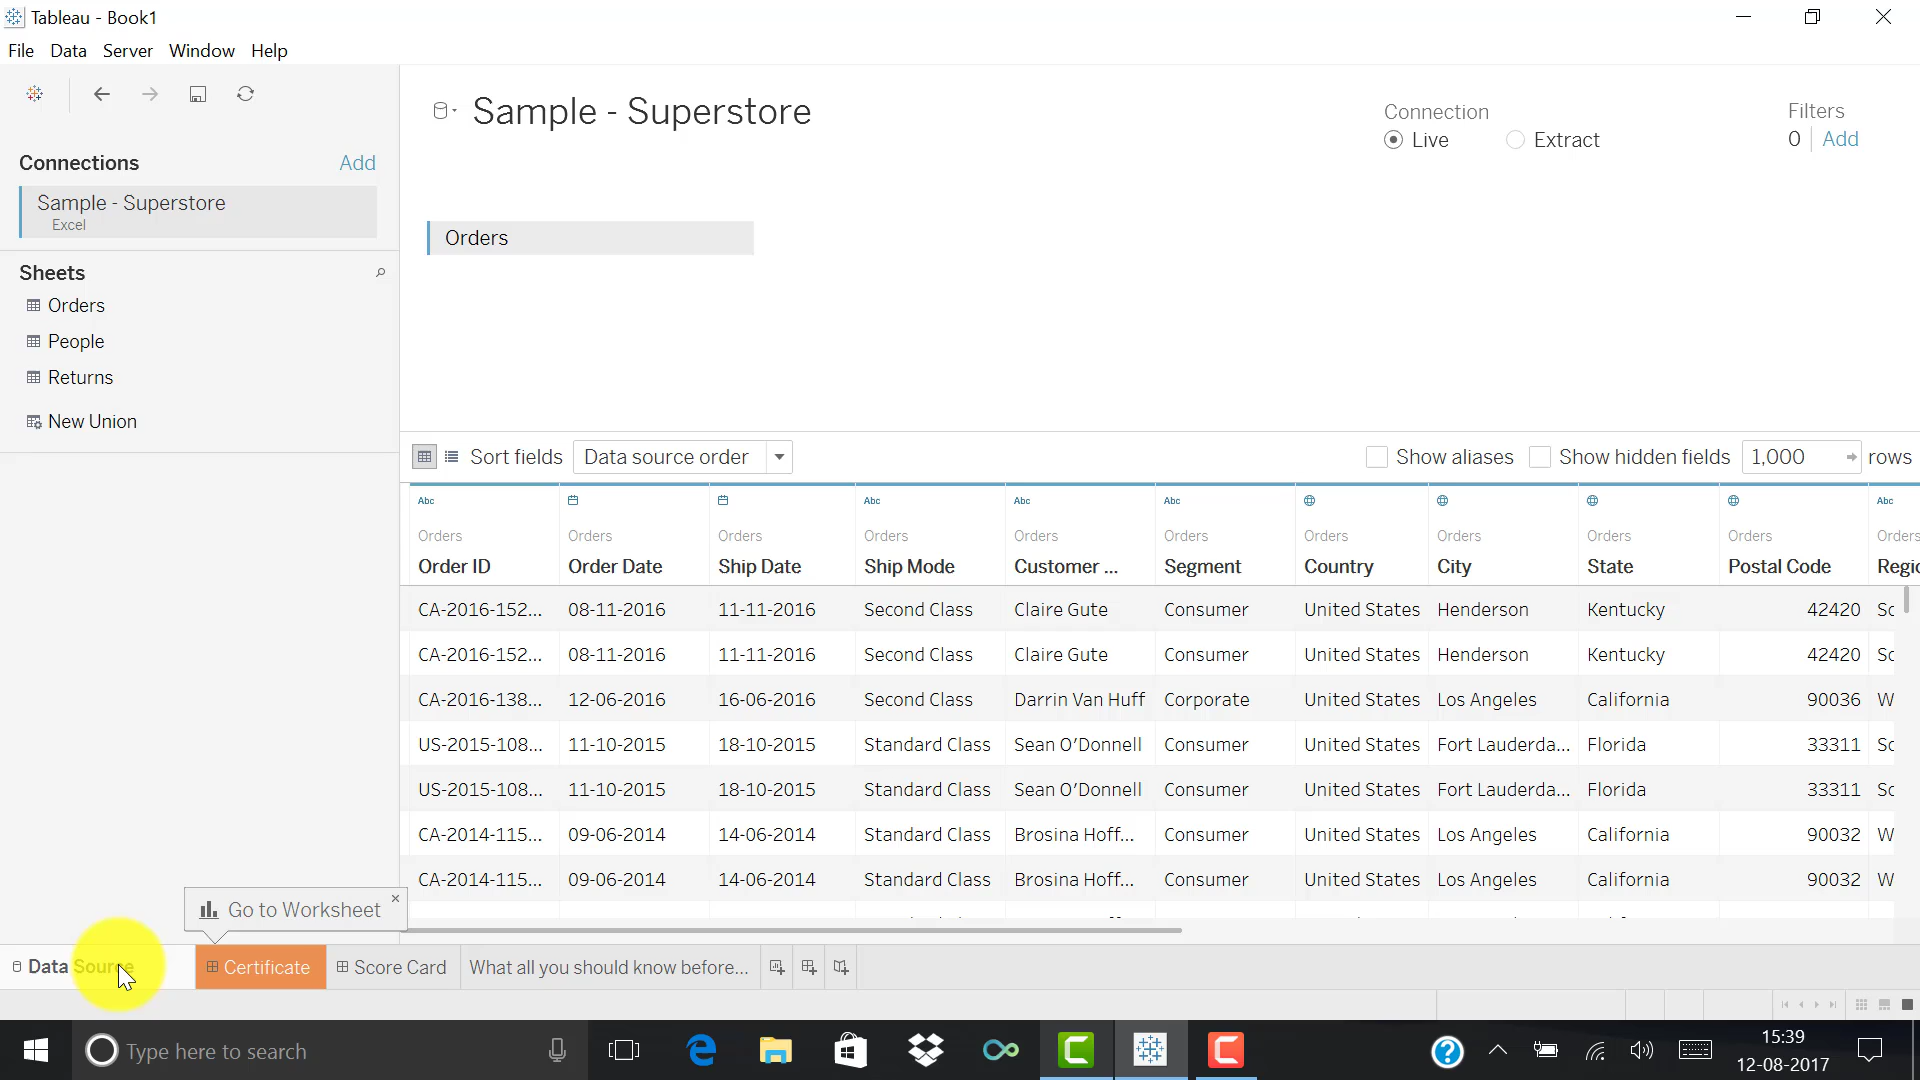 Tableau - Book1
File Data Server Window Help
Sample - Superstore
Connection
Live Extract
Filters
0 Add
Connections Add
Sample - Superstore
Excel
Orders
Sheets
Orders
People
Returns
New Union
Sort fields Data source order Show aliases Show hidden fields 1,000 rows
Abc Abc Abc Abc Abc
Orders Orders Orders Orders Orders Orders Orders Orders Orders Orders Orders
Order ID Order Date Ship Date Ship Mode Customer ... Segment Country City State Postal Code Regio
CA-2016-152... 08-11-2016 11-11-2016 Second Class Claire Gute Consumer United States Henderson Kentucky 42420 Sc
CA-2016-152... 08-11-2016 11-11-2016 Second Class Claire Gute Consumer United States Henderson Kentucky 42420 Sc
CA-2016-138... 12-06-2016 16-06-2016 Second Class Darrin Van Huff Corporate United States Los Angeles California 90036 W
US-2015-108... 11-10-2015 18-10-2015 Standard Class Sean O'Donnell Consumer United States Fort Lauderda... Florida 33311 Sc
US-2015-108... 11-10-2015 18-10-2015 Standard Class Sean O'Donnell Consumer United States Fort Lauderda... Florida 33311 Sc
CA-2014-115... 09-06-2014 14-06-2014 Standard Class Brosina Hoff... Consumer United States Los Angeles California 90032 W
CA-2014-115... 09-06-2014 14-06-2014 Standard Class Brosina Hoff... Consumer United States Los Angeles California 90032 W
Go to Worksheet
Data Source Certificate Score Card What all you should know before...
Type here to search
15:39
12-08-2017